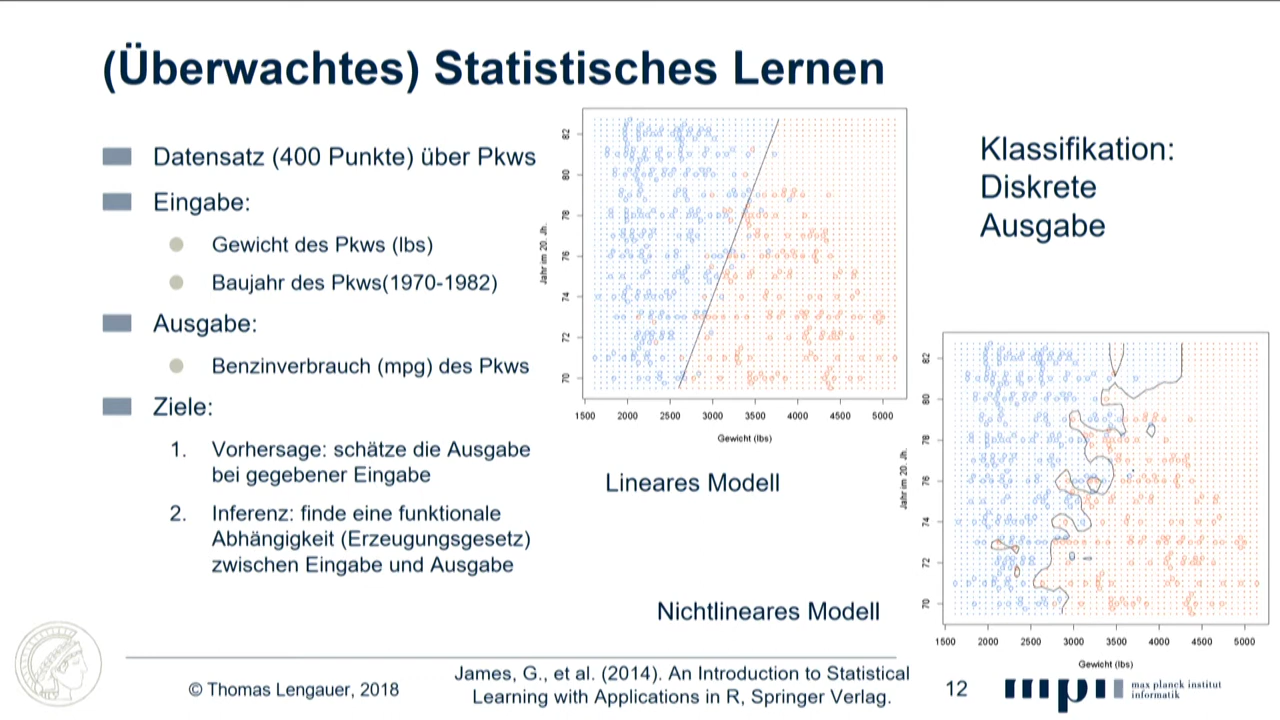 (Überwachtes) Statistisches Lernen
Datensatz (400 Punkte) über Pkws
Eingabe:
Gewicht des Pkws (lbs)
Baujahr des Pkws(1970-1982)
Ausgabe:
Benzinverbrauch (mpg) des Pkws
Ziele:
1. Vorhersage: schätze die Ausgabe
bei gegebener Eingabe
2. Inferenz: finde eine funktionale
Abhängigkeit (Erzeugungsgesetz)
zwischen Eingabe und Ausgabe
Jahr im 20. Jh.
82
80
78
76
74
72
70
1500 2000 2500 3000 3500 4000 4500 5000
Gewicht (lbs)
Lineares Modell
Klassifikation:
Diskrete
Ausgabe
Nichtlineares Modell
Jahr im 20. Jh.
82
80
78
76
74
72
70
1500 2000 2500 3000 3500 4000 4500 5000
Gewicht (lbs)
© Thomas Lengauer, 2018
James, G., et al. (2014). An Introduction to Statistical
Learning with Applications in R, Springer Verlag.
12
mpi
max planck institut
informatik